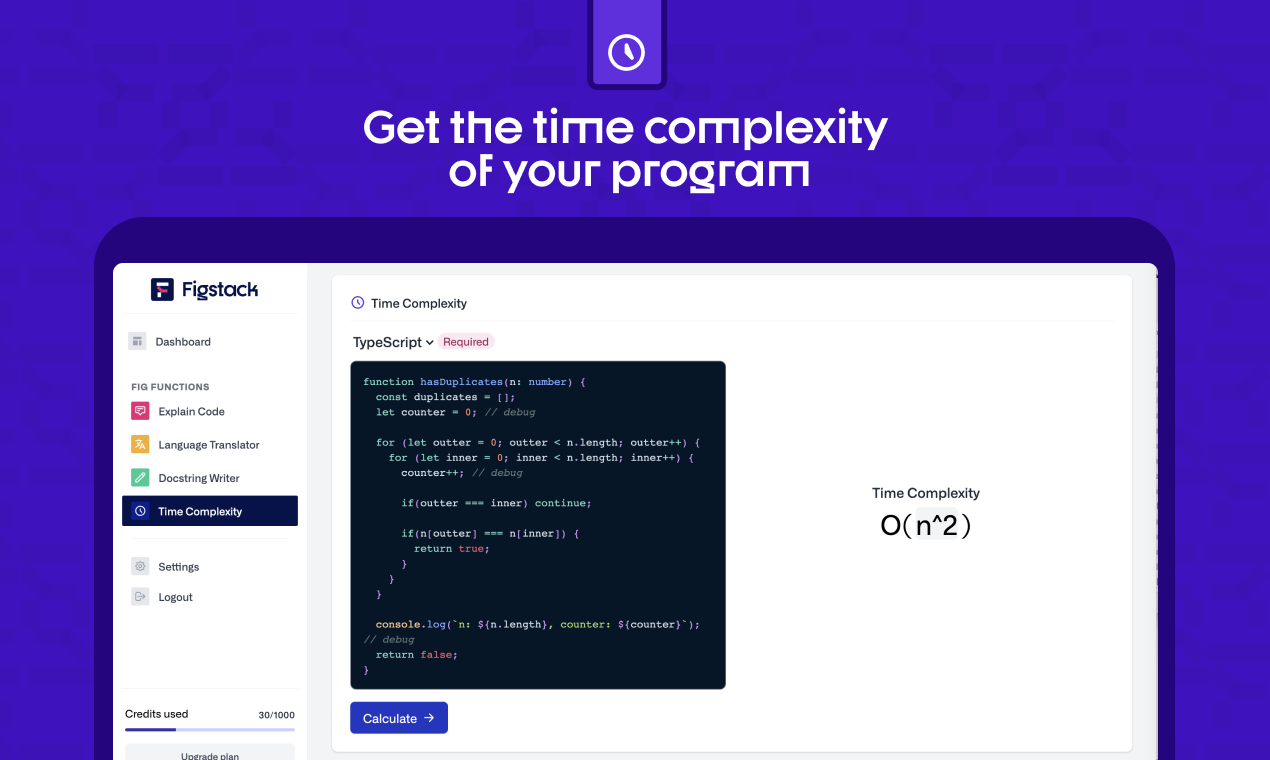 Get the time complexity
of your program
Figstack
Dashboard
FIG FUNCTIONS
Explain Code
Language Translator
Docstring Writer
Time Complexity
Settings
Logout
Credits used 30/1000
Upgrade plan
Time Complexity
TypeScript Required
function hasDuplicates(n: number) {
const duplicates = [];
let counter = 0; // debug
for (let outter = 0; outter < n.length; outter++) {
for (let inner = 0; inner < n.length; inner++) {
counter++; // debug
if(outter === inner) continue;
if(n[outter] === n[inner]) {
return true;
}
}
}
console.log(`n: ${n.length}, counter: ${counter}`);
// debug
return false;
}
Calculate
Time Complexity
O(n^2)